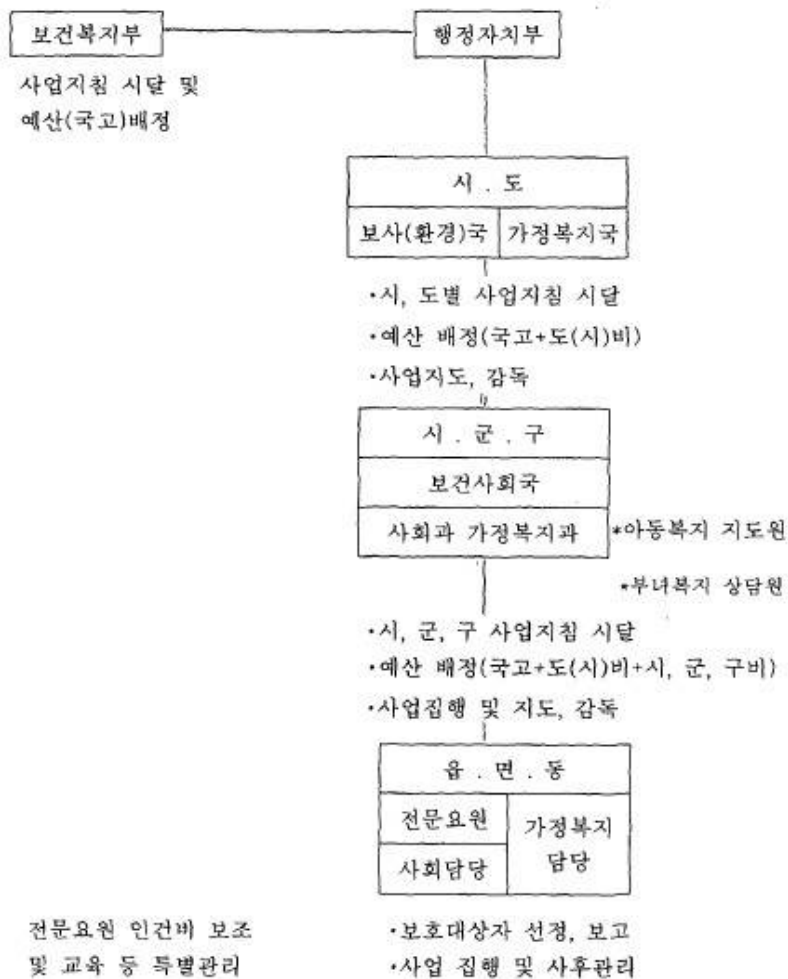 보건복지부
행정자치부
사업지침 시달 및
예산(국고)배정
시 . 도
보사(환경)국 가정복지국
•시, 도별 사업지침 시달
•예산 배정(국고+도(시)비)
•사업지도, 감독
시 . 군 . 구
보건사회국
사회과 가정복지과
*아동복지 지도원
*부녀복지 상담원
•시, 군, 구 사업지침 시달
•예산 배정(국고+도(시)비+시, 군, 구비)
•사업집행 및 지도, 감독
읍 . 면 . 동
전문요원
사회담당
가정복지
담당
전문요원 인건비 보조
및 교육 등 특별관리
•보호대상자 선정, 보고
•사업 집행 및 사후관리